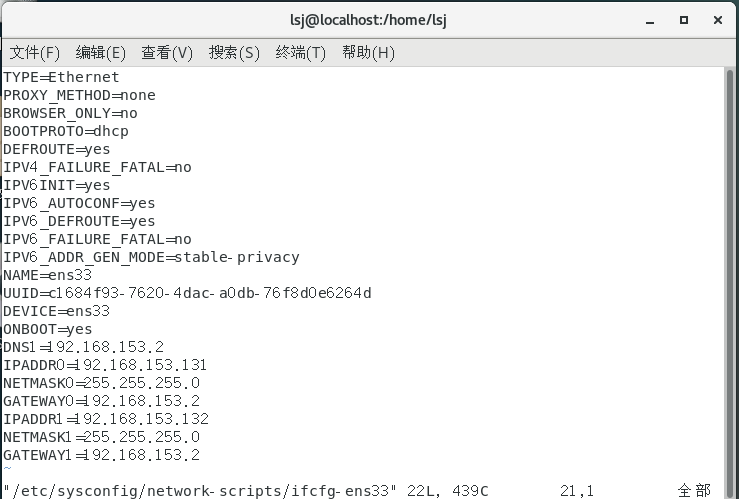 lsj@localhost:/home/lsj
文件(F) 编辑(E) 查看(V) 搜索(S) 终端(T) 帮助(H)
TYPE=Ethernet
PROXY_METHOD=none
BROWSER_ONLY=no
BOOTPROTO=dhcp
DEFROUTE=yes
IPV4_FAILURE_FATAL=no
IPV6INIT=yes
IPV6_AUTOCONF=yes
IPV6_DEFROUTE=yes
IPV6_FAILURE_FATAL=no
IPV6_ADDR_GEN_MODE=stable-privacy
NAME=ens33
UUID=c1684f93-7620-4dac-a0db-76f8d0e6264d
DEVICE=ens33
ONBOOT=yes
DNS1=192.168.153.2
IPADDR0=192.168.153.131
NETMASK0=255.255.255.0
GATEWAY0=192.168.153.2
IPADDR1=192.168.153.132
NETMASK1=255.255.255.0
GATEWAY1=192.168.153.2
~
"/etc/sysconfig/network-scripts/ifcfg-ens33" 22L, 439C 21,1 全部